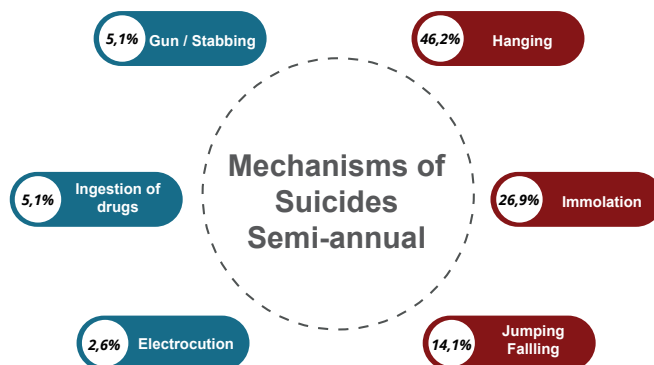 5,1% Gun / Stabbing
46,2% Hanging
Mechanisms of
Suicides
Semi-annual
5,1% Ingestion of
drugs
26,9% Immolation
2,6% Electrocution
14,1% Jumping
Fallling